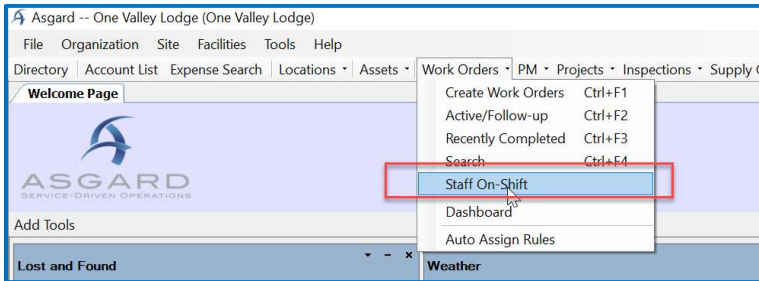 Asgard -- One Valley Lodge (One Valley Lodge)
File Organization Site Facilities Tools Help
Directory Account List Expense Search Locations Assets Work Orders PM Projects Inspections Supply
Welcome Page
Create Work Orders Ctrl+F1
Active/Follow-up Ctrl+F2
Recently Completed Ctrl+F3
Search Ctrl+F4
Staff On-Shift
Dashboard
Auto Assign Rules
ASGARD
SERVICE-DRIVEN OPERATIONS
Add Tools
Lost and Found
Weather